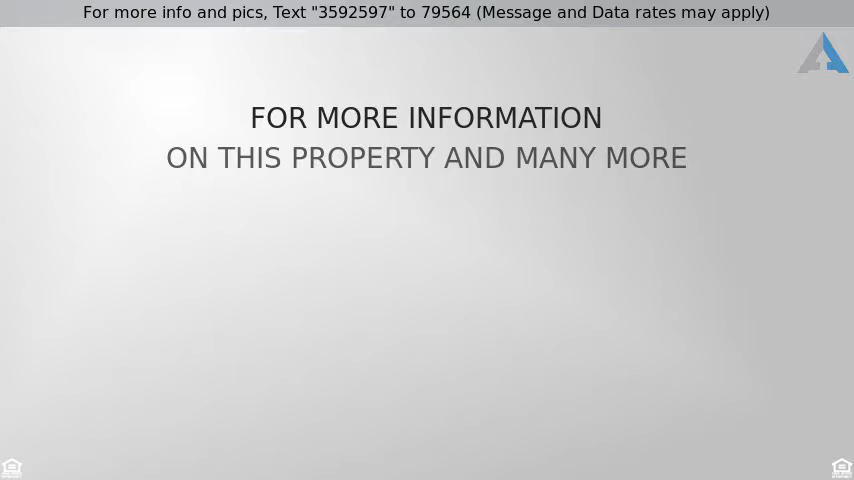 For more info and pics, Text "3592597" to 79564 (Message and Data rates may apply)
FOR MORE INFORMATION
ON THIS PROPERTY AND MANY MORE